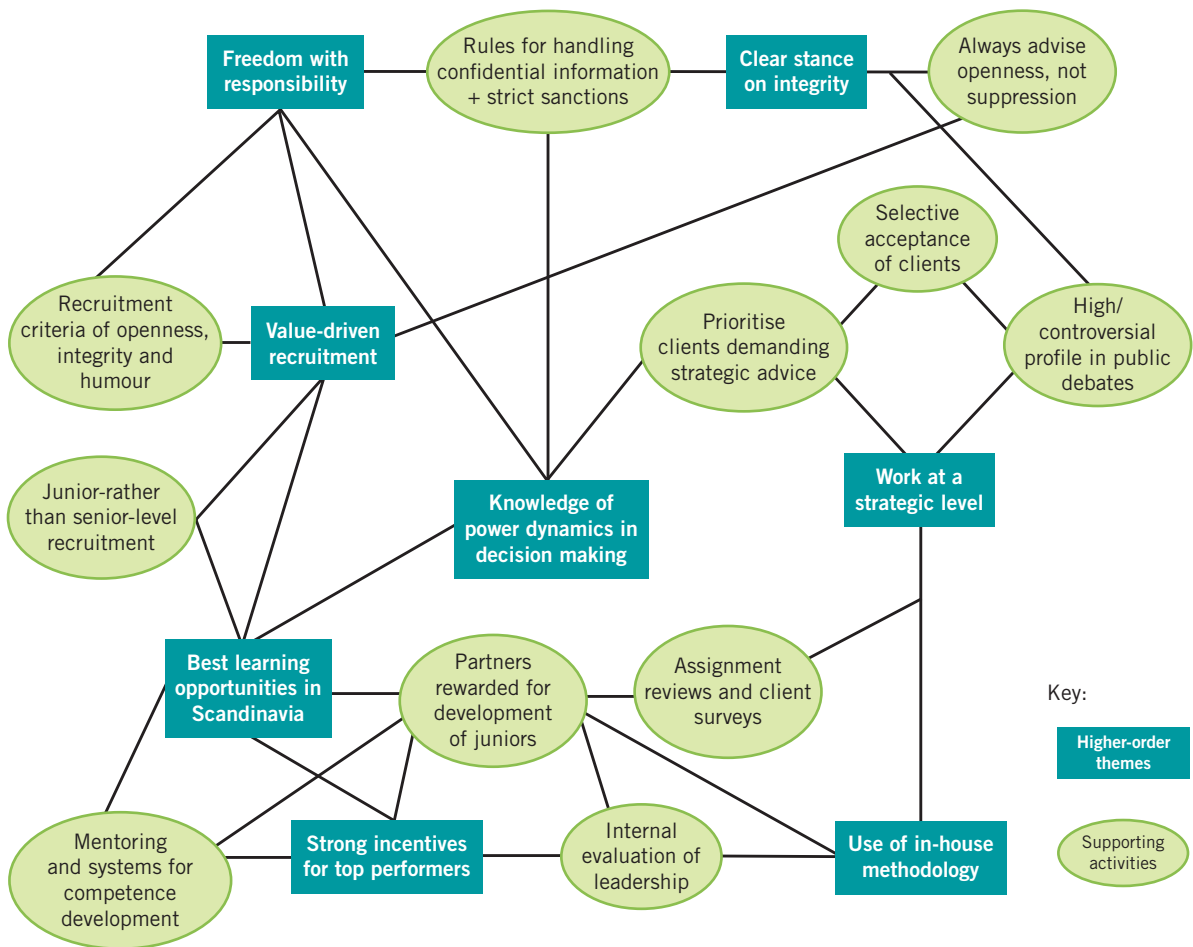 Freedom with
responsibility
Rules for handling
confidential information
+ strict sanctions
Clear stance
on integrity
Always advise
openness, not
suppression
Selective
acceptance
of clients
Recruitment
criteria of openness,
integrity and
humour
Value-driven
recruitment
Prioritise
clients demanding
strategic advice
High/
controversial
profile in public
debates
Junior-rather
than senior-level
recruitment
Knowledge of
power dynamics in
decision making
Work at a
strategic level
Best learning
opportunities in
Scandinavia
Partners
rewarded for
development
of juniors
Assignment
reviews and client
surveys
Key:
Higher-order
themes
Mentoring
and systems for
competence
development
Strong incentives
for top performers
Internal
evaluation of
leadership
Use of in-house
methodology
Supporting
activities